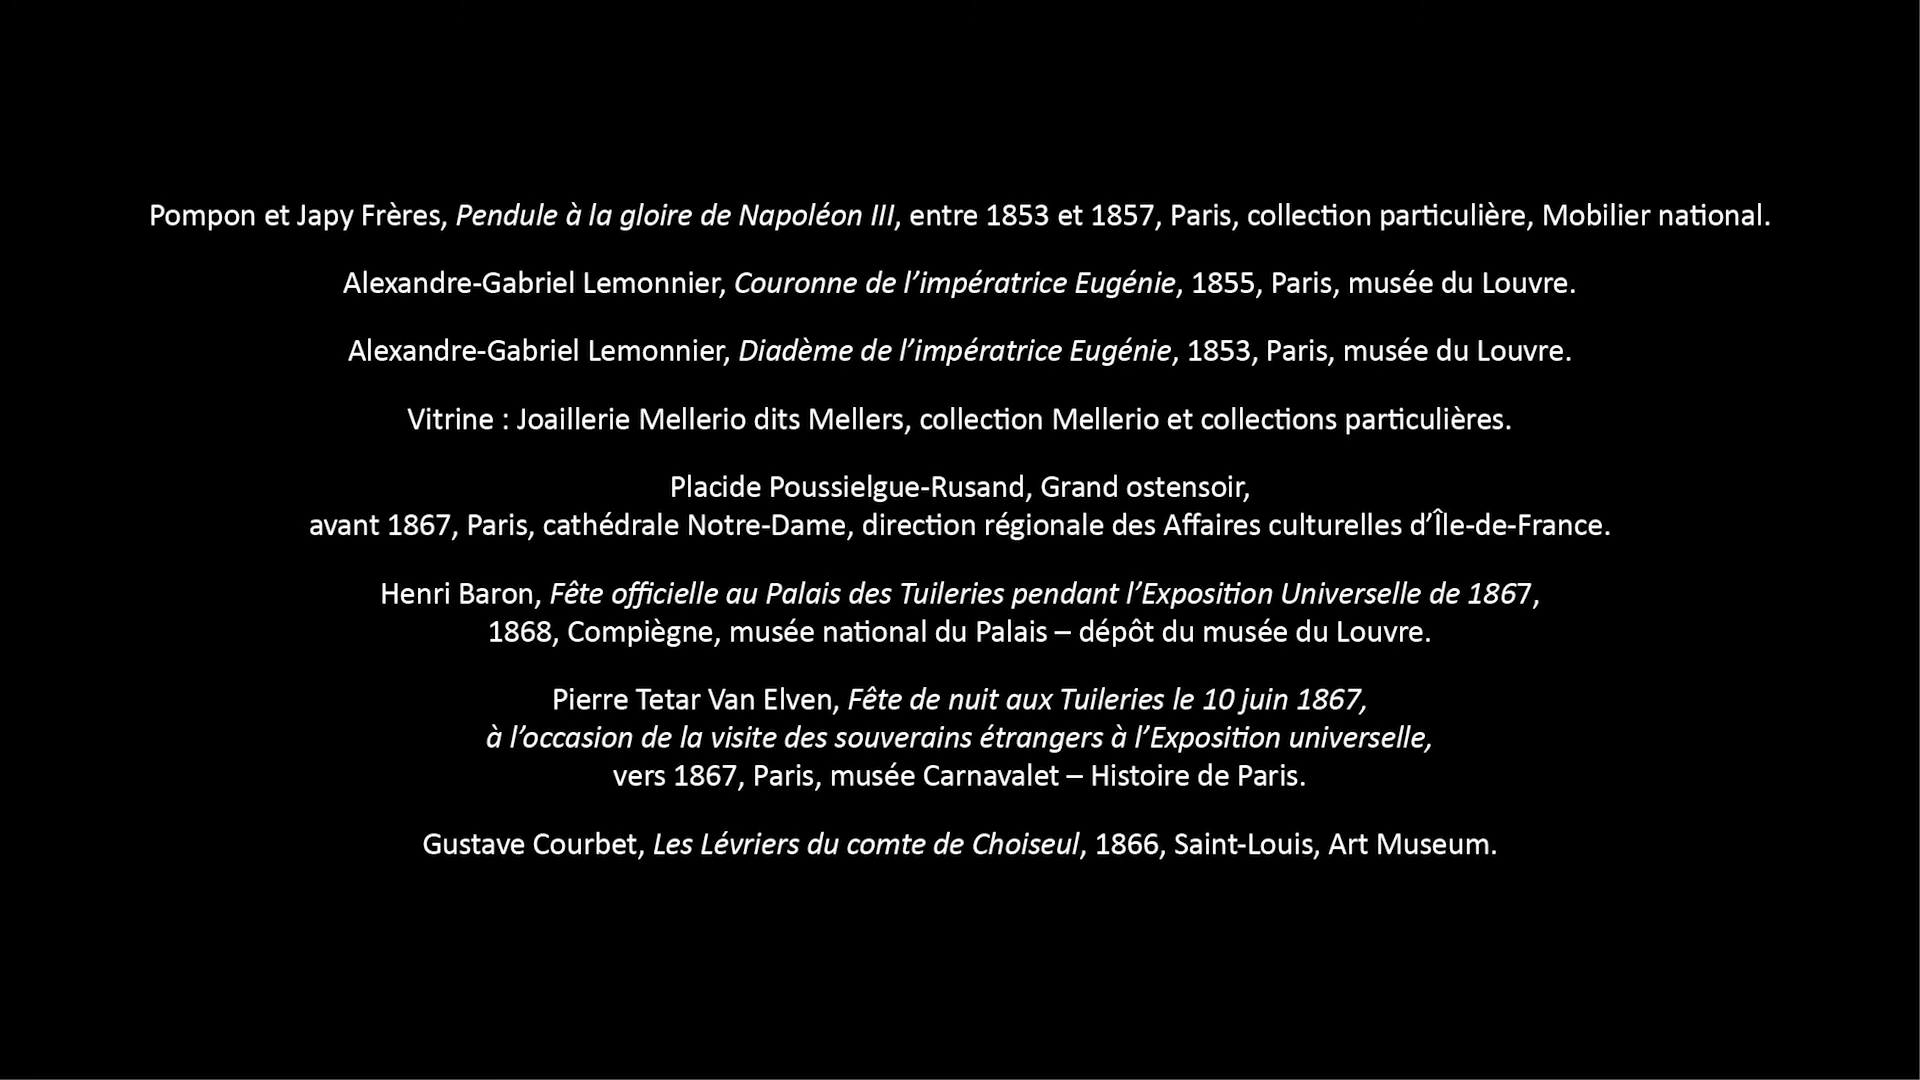 Pompon et Japy Frères, Pendule à la gloire de Napoléon III, entre 1853 et 1857, Paris, collection particulière, Mobilier national.
Alexandre-Gabriel Lemonnier, Couronne de l’impératrice Eugénie, 1855, Paris, musée du Louvre.
Alexandre-Gabriel Lemonnier, Diadème de l’impératrice Eugénie, 1853, Paris, musée du Louvre.
Vitrine : Joaillerie Mellerio dits Mellers, collection Mellerio et collections particulières.
Placide Poussielgue-Rusand, Grand ostensoir,
avant 1867, Paris, cathédrale Notre-Dame, direction régionale des Affaires culturelles d’Île-de-France.
Henri Baron, Fête officielle au Palais des Tuileries pendant l’Exposition Universelle de 1867,
1868, Compiègne, musée national du Palais – dépôt du musée du Louvre.
Pierre Tetar Van Elven, Fête de nuit aux Tuileries le 10 juin 1867,
à l’occasion de la visite des souverains étrangers à l’Exposition universelle,
vers 1867, Paris, musée Carnavalet – Histoire de Paris.
Gustave Courbet, Les Lévriers du comte de Choiseul, 1866, Saint-Louis, Art Museum.